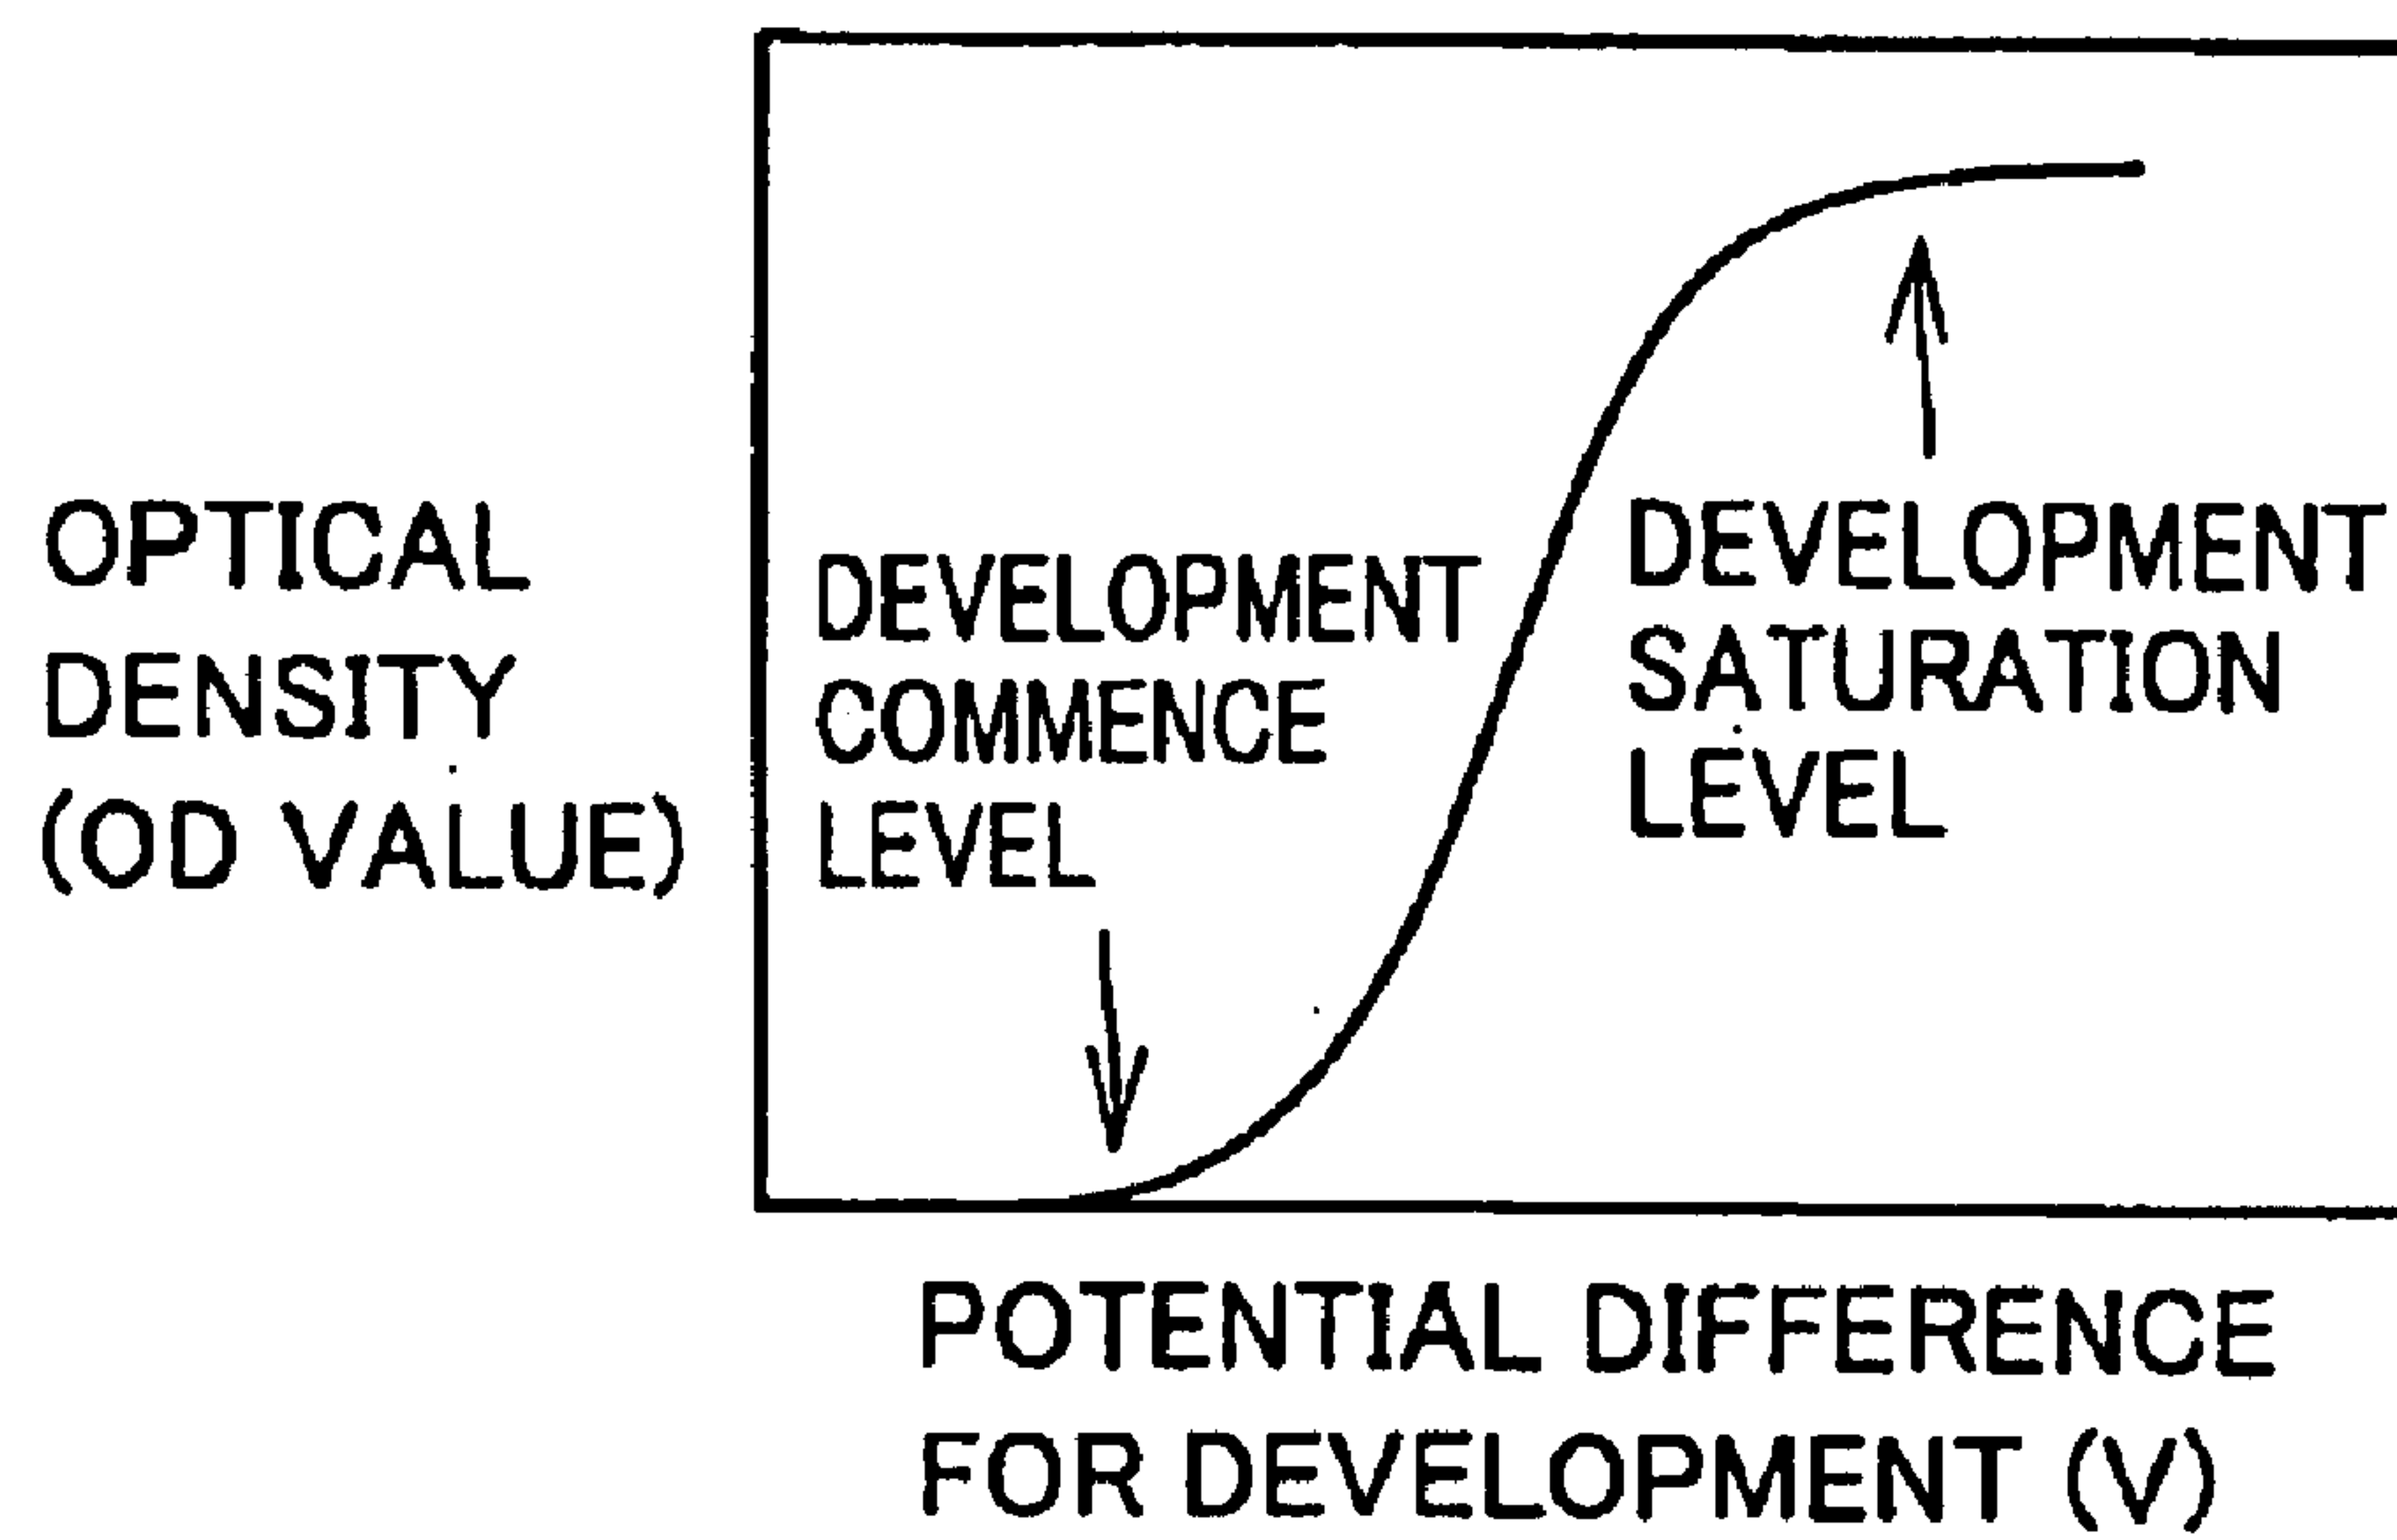 OPTICAL
DENSITY
(OD VALUE)
DEVELOPMENT
COMMENCE
LEVEL
DEVELOPMENT
SATURATION
LEVEL
POTENTIAL DIFFERENCE
FOR DEVELOPMENT (V)